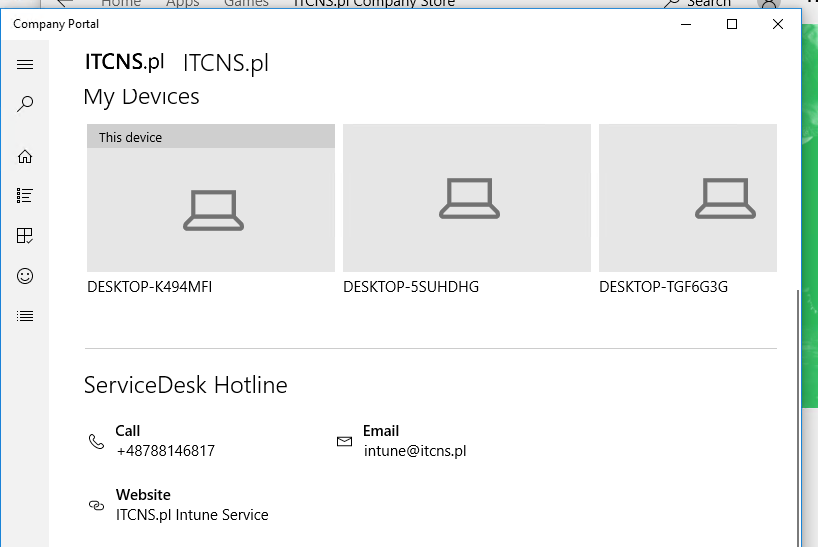 Home Apps Games ITCNS.pl Company Store Search
Company Portal
ITCNS.pl ITCNS.pl
My Devices
This device
DESKTOP-K494MFI DESKTOP-5SUHDHG DESKTOP-TGF6G3G
ServiceDesk Hotline
Call Email
+48788146817 intune@itcns.pl
Website
ITCNS.pl Intune Service